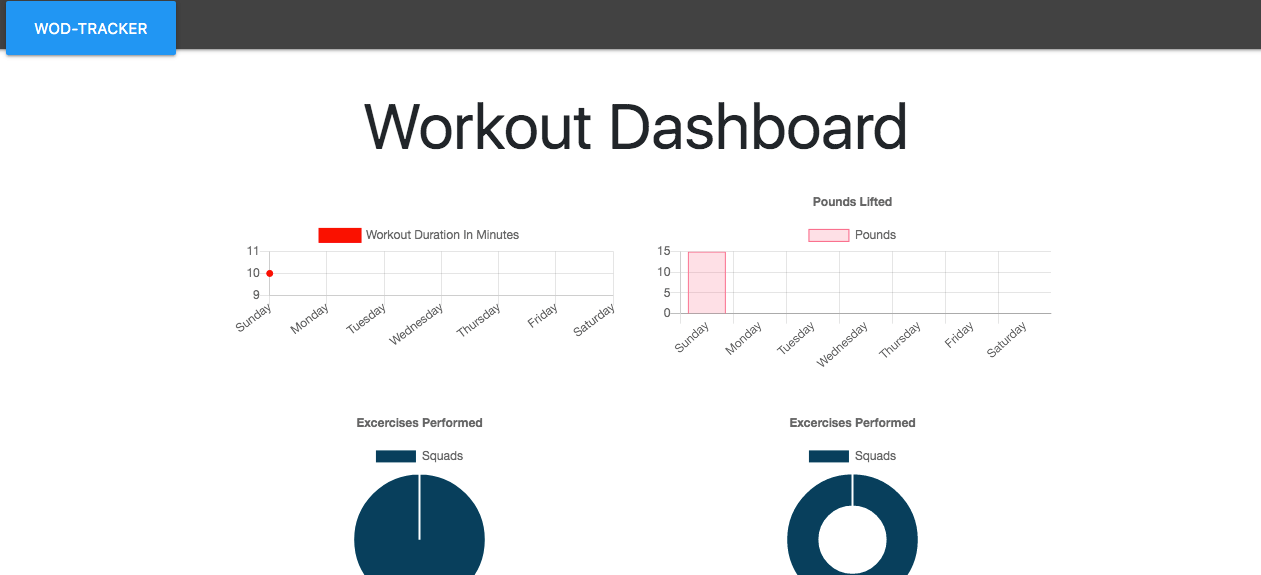 WOD-TRACKER
Workout Dashboard
Workout Duration In Minutes
11
10
9
Sunday
Monday
Tuesday
Wednesday
Thursday
Friday
Saturday
Pounds Lifted
Pounds
15
10
5
0
Sunday
Monday
Tuesday
Wednesday
Thursday
Friday
Saturday
Excercises Performed
Squads
Excercises Performed
Squads